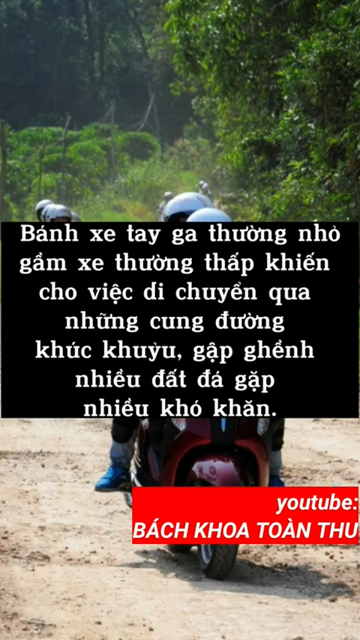 Bánh xe tay ga thường nhỏ
gầm xe thường thấp khiến
cho việc di chuyển qua
những cung đường
khúc khuỷu, gập ghềnh
nhiều đất đá gặp
nhiều khó khăn.
youtube:
BÁCH KHOA TOÀN THƯ